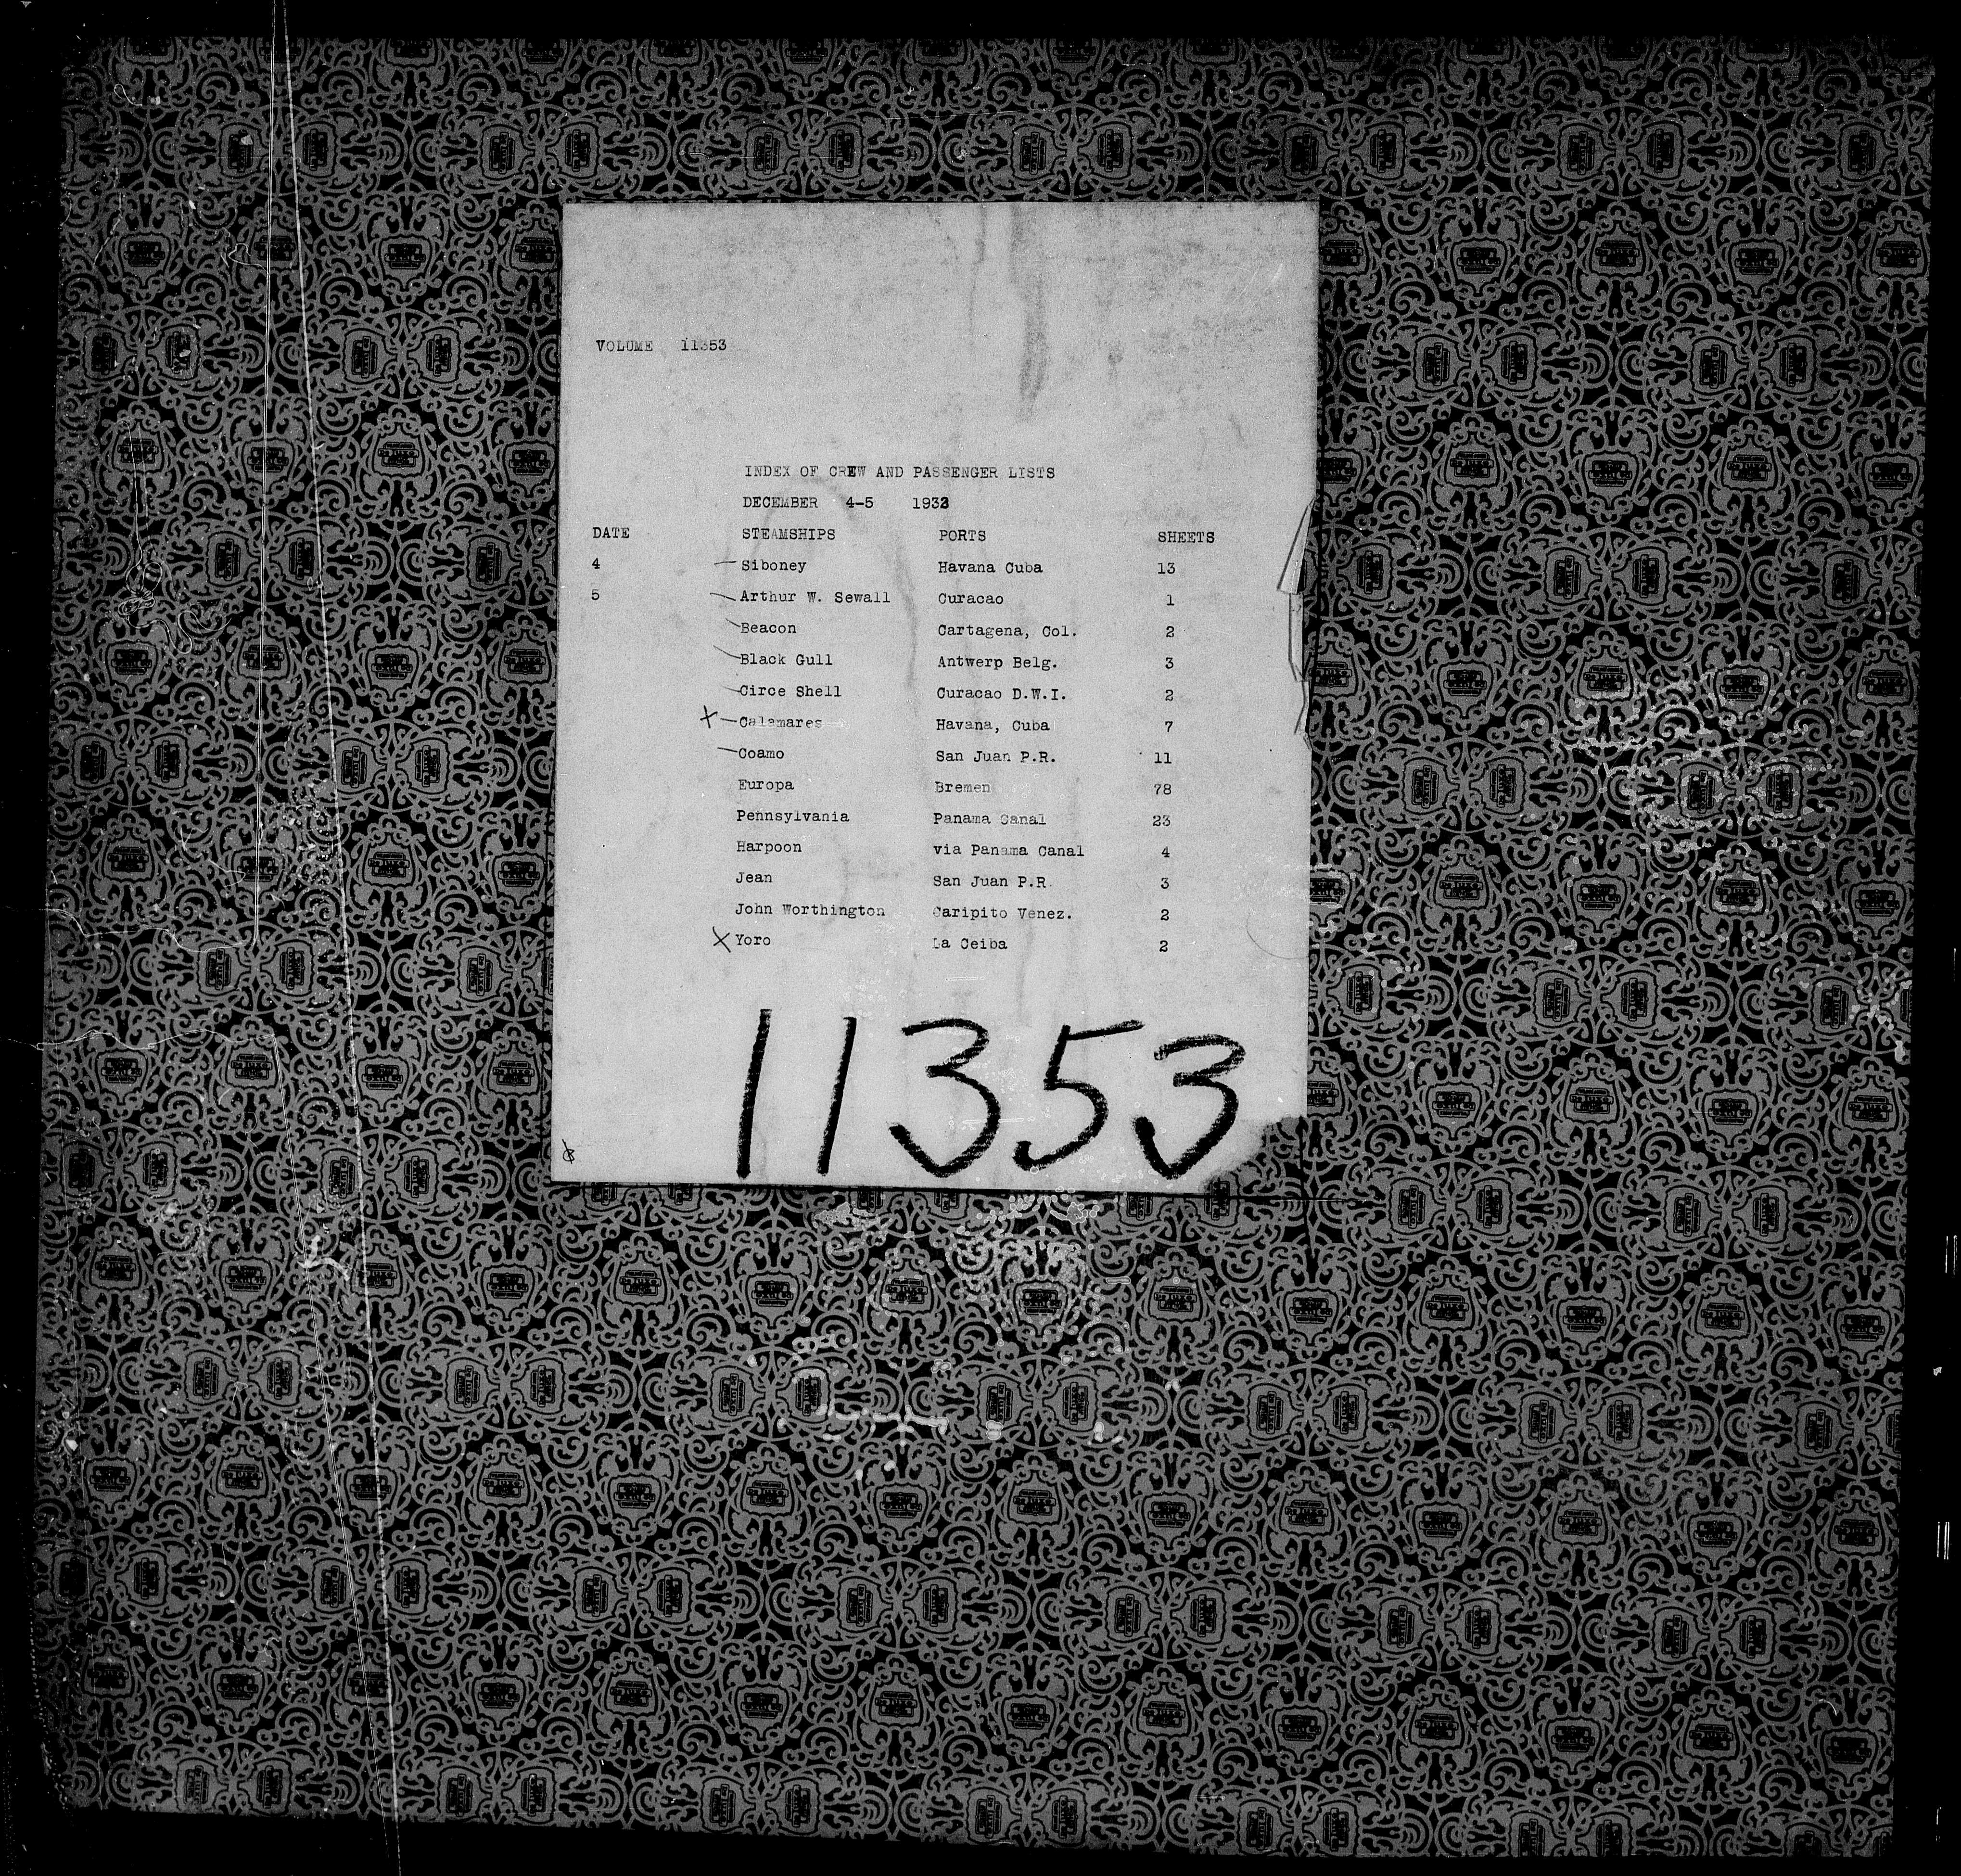 VOLUME 11353
INDEX OF CREW AND PASSENGER LISTS
DECEMBER 4-5 1933
DATE STEAMSHIPS PORTS SHEETS
4 Siboney Havana Cuba 13
5 Arthur W. Sewall Curacao 1
Beacon Cartagena, Col. 2
Black Gull Antwerp Belg. 3
Circe Shell Curacao D.W.I. 2
X Calamares Havana, Cuba 7
Coamo San Juan P.R. 11
Europa Bremen 78
Pennsylvania Panama Canal 23
Harpoon via Panama Canal 4
Jean San Juan P.R. 3
John Worthington Caripito Venez. 2
X Yoro La Ceiba 2
11353